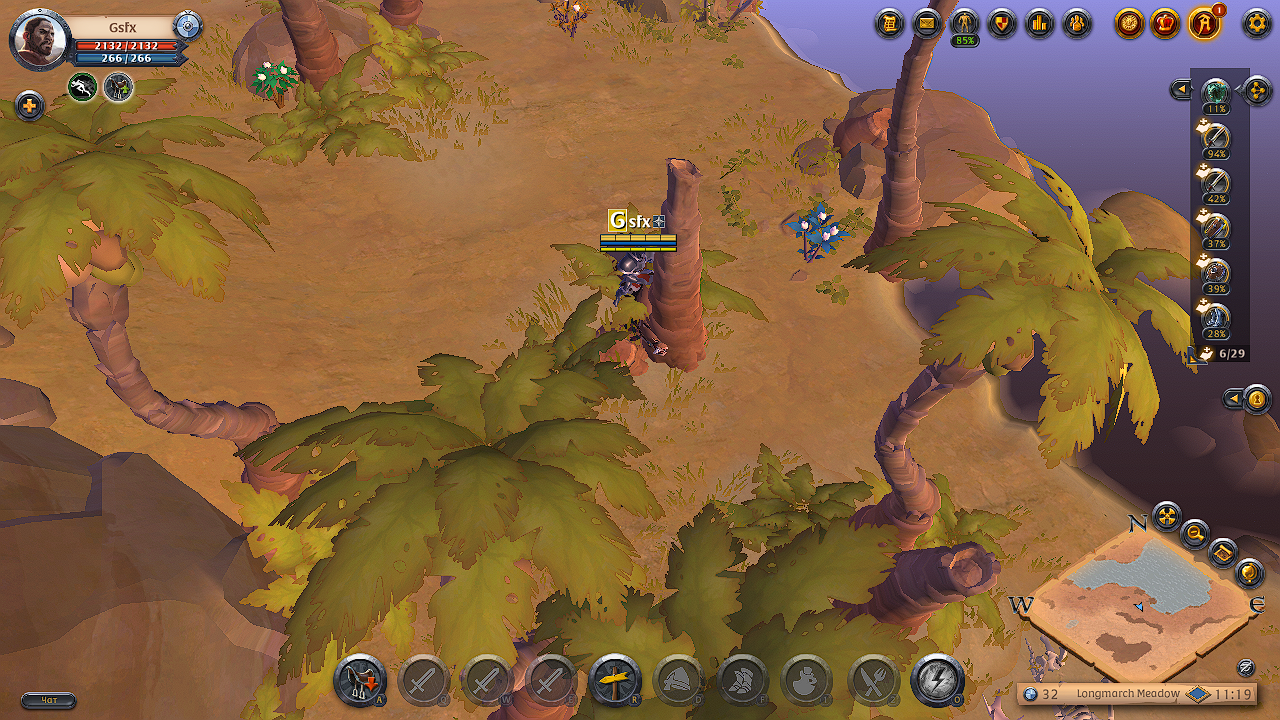 Gsfx
2132/2132
266/266
85%
1
11%
94%
42%
37%
39%
28%
6/29
Gsfx
N
W
E
A
Q
W
E
R
D
F
Z
O
Чат
32 Longmarch Meadow 11:19